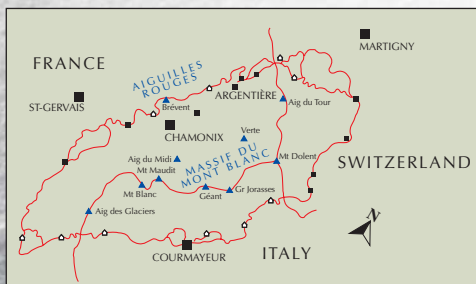 MARTIGNY
FRANCE
AIGUILLES
ROUGES
ST-GERVAIS
Brévent
ARGENTIÈRE
Aig du Tour
CHAMONIX
Verte
MASSIF DU
MONT BLANC
Aig du Midi
Mt Maudit
Mt Dolent
SWITZERLAND
Mt Blanc
Géant
Gr Jorasses
Aig des Glaciers
N
COURMAYEUR
ITALY